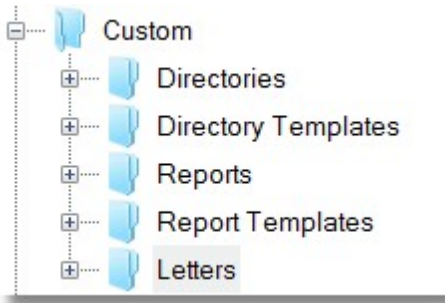 Custom
Directories
Directory Templates
Reports
Report Templates
Letters